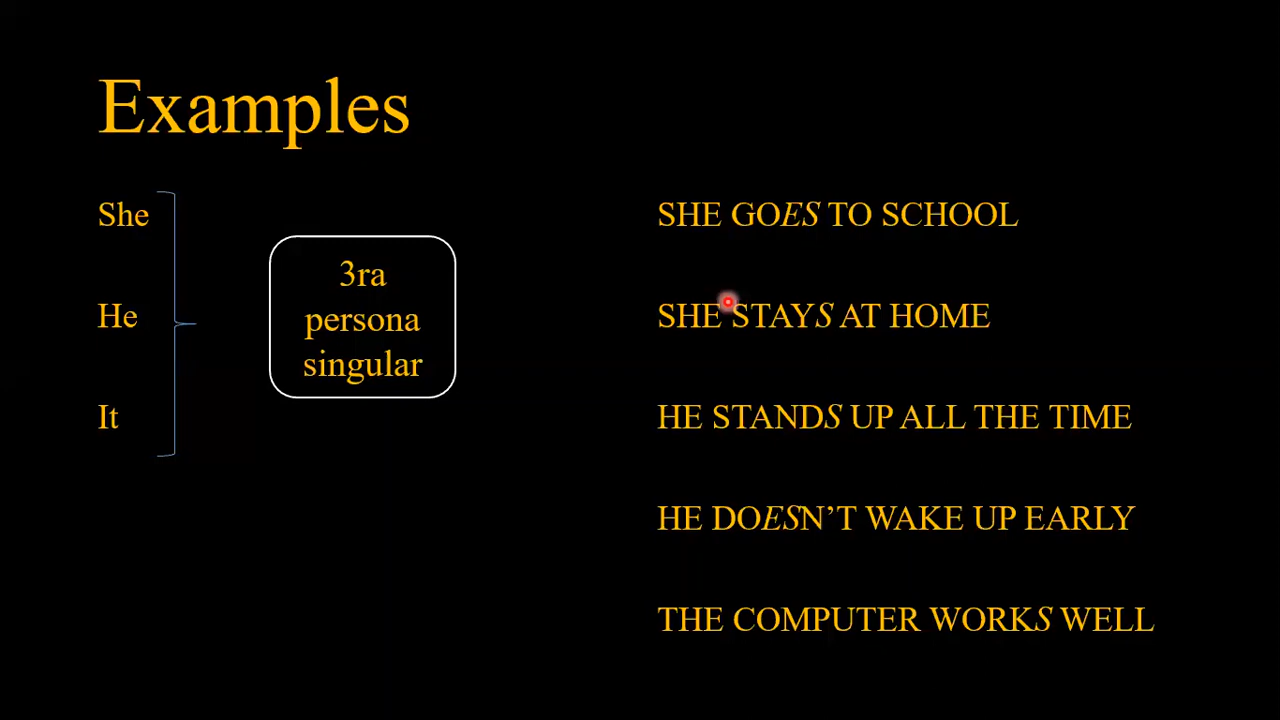 Examples
She
He
It
3ra
persona
singular
SHE GOES TO SCHOOL
SHE STAYS AT HOME
HE STANDS UP ALL THE TIME
HE DOESN’T WAKE UP EARLY
THE COMPUTER WORKS WELL